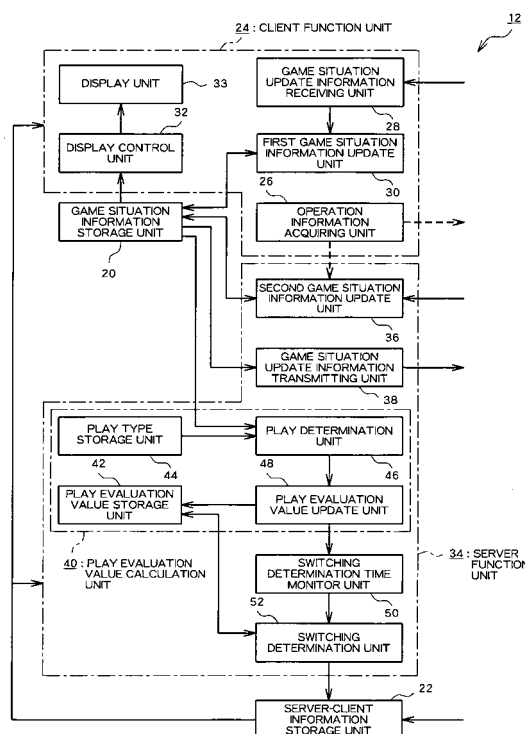 24 : CLIENT FUNCTION UNIT
12
DISPLAY UNIT
33
GAME SITUATION
UPDATE INFORMATION
RECEIVING UNIT
28
32
DISPLAY CONTROL
UNIT
FIRST GAME SITUATION
INFORMATION UPDATE
UNIT
30
26
GAME SITUATION
INFORMATION
STORAGE UNIT
20
OPERATION
INFORMATION
ACQUIRING UNIT
SECOND GAME SITUATION
INFORMATION UPDATE
UNIT
36
GAME SITUATION
UPDATE INFORMATION
TRANSMITTING UNIT
38
PLAY TYPE
STORAGE UNIT
44
PLAY DETERMINATION
UNIT
46
42
PLAY EVALUATION
VALUE STORAGE
UNIT
48
PLAY EVALUATION
VALUE UPDATE UNIT
40 : PLAY EVALUATION
VALUE CALCULATION
UNIT
34 : SERVER
FUNCTION
UNIT
SWITCHING
DETERMINATION TIME
MONITOR UNIT
50
52
SWITCHING
DETERMINATION UNIT
22
SERVER-CLIENT
INFORMATION
STORAGE UNIT